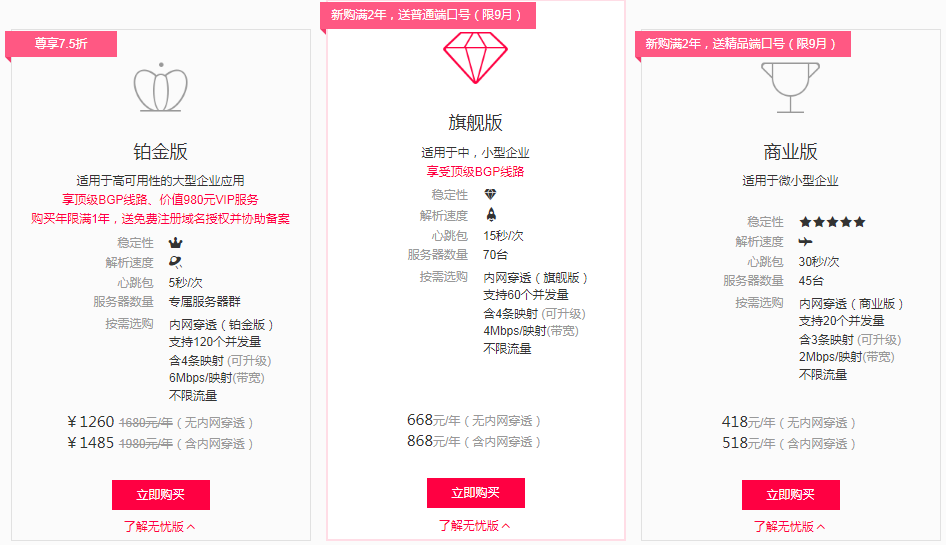 尊享7.5折
铂金版
适用于高可用性的大型企业应用
享顶级BGP线路、价值980元VIP服务
购买年限满1年，送免费注册域名授权并协助备案
稳定性
解析速度
心跳包 5秒/次
服务器数量 专属服务器群
按需选购 内网穿透（铂金版）
支持120个并发量
含4条映射 (可升级)
6Mbps/映射(带宽)
不限流量
￥1260 1680元/年（无内网穿透）
￥1485 1980元/年（含内网穿透）
立即购买
了解无忧版
新购满2年，送普通端口号（限9月）
旗舰版
适用于中，小型企业
享受顶级BGP线路
稳定性
解析速度
心跳包 15秒/次
服务器数量 70台
按需选购 内网穿透（旗舰版）
支持60个并发量
含4条映射 (可升级)
4Mbps/映射(带宽)
不限流量
668元/年（无内网穿透）
868元/年（含内网穿透）
立即购买
了解无忧版
新购满2年，送精品端口号（限9月）
商业版
适用于微小型企业
稳定性 ★★★★★
解析速度
心跳包 30秒/次
服务器数量 45台
按需选购 内网穿透（商业版）
支持20个并发量
含3条映射 (可升级)
2Mbps/映射(带宽)
不限流量
418元/年（无内网穿透）
518元/年（含内网穿透）
立即购买
了解无忧版